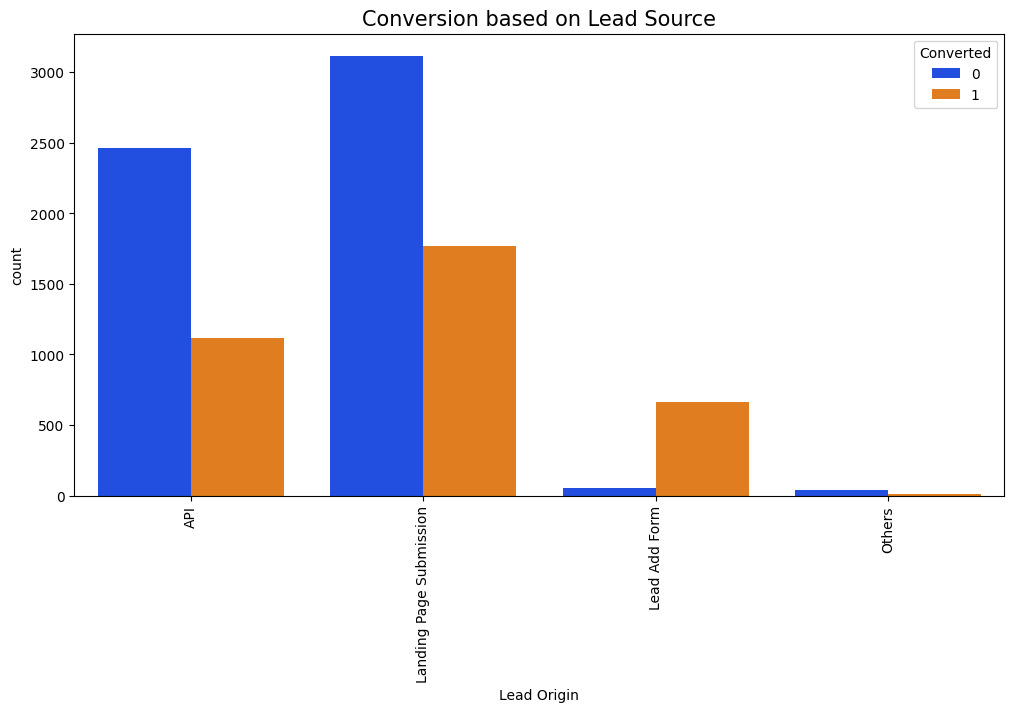 Conversion based on Lead Source
Converted
0
1
3000
2500
2000
1500
1000
500
0
count
API
Landing Page Submission
Lead Add Form
Others
Lead Origin